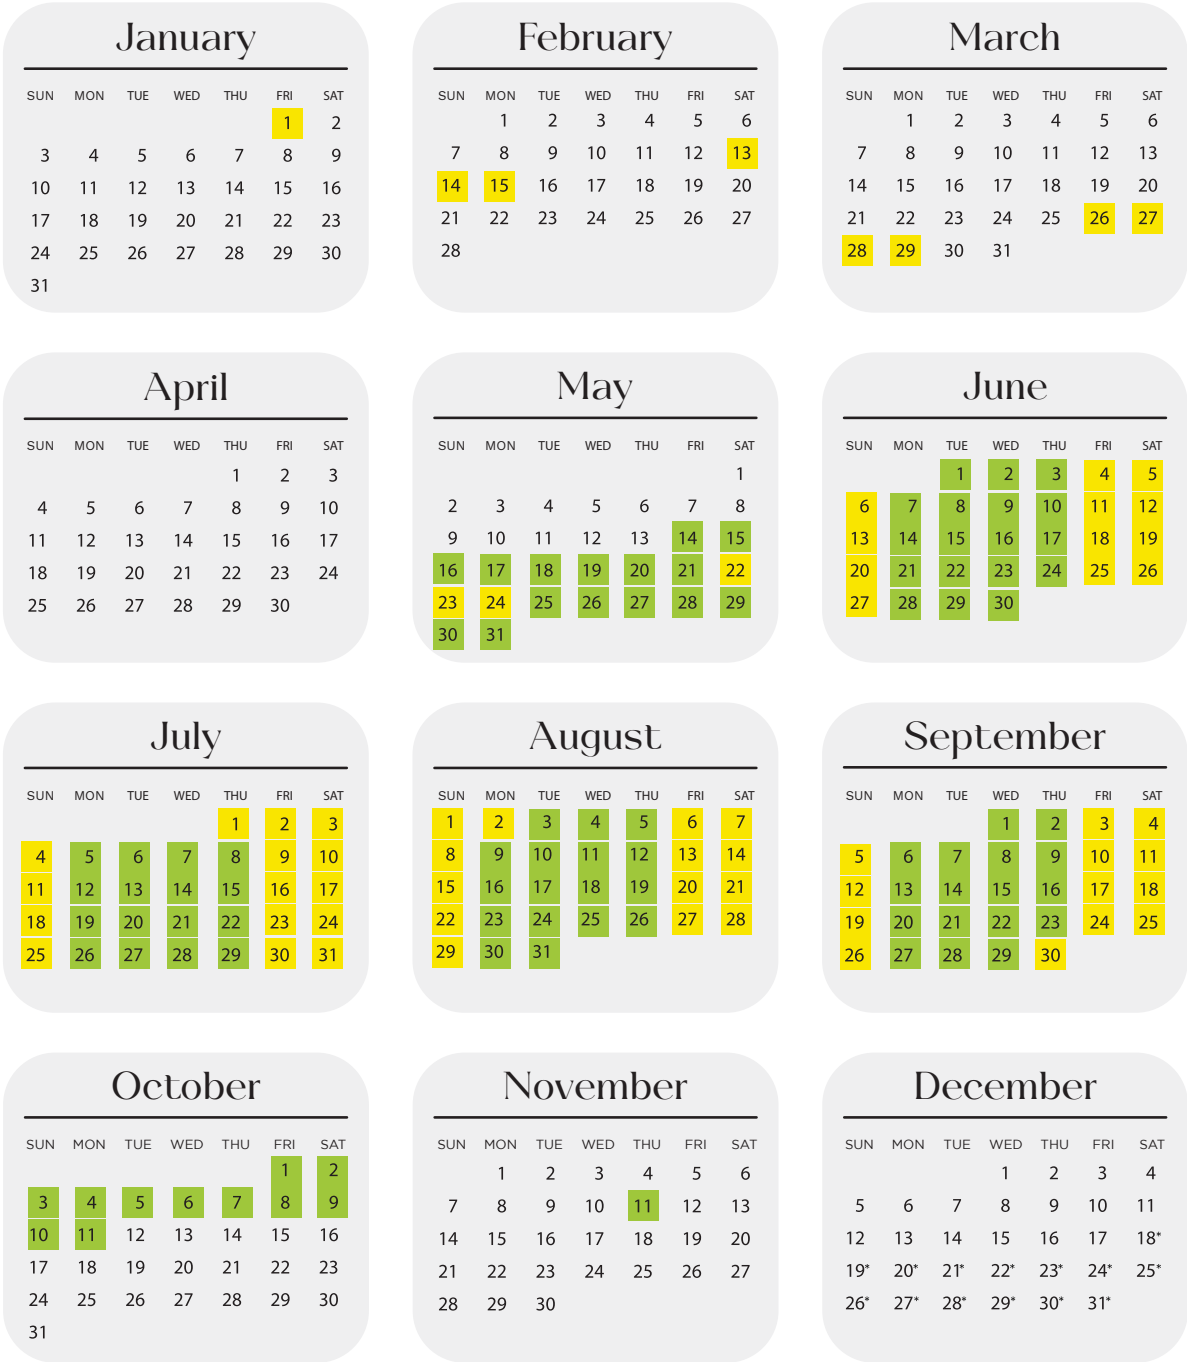 January
SUN MON TUE WED THU FRI SAT
1 2
3 4 5 6 7 8 9
10 11 12 13 14 15 16
17 18 19 20 21 22 23
24 25 26 27 28 29 30
31
February
SUN MON TUE WED THU FRI SAT
1 2 3 4 5 6
7 8 9 10 11 12 13
14 15 16 17 18 19 20
21 22 23 24 25 26 27
28
March
SUN MON TUE WED THU FRI SAT
1 2 3 4 5 6
7 8 9 10 11 12 13
14 15 16 17 18 19 20
21 22 23 24 25 26 27
28 29 30 31
April
SUN MON TUE WED THU FRI SAT
1 2 3
4 5 6 7 8 9 10
11 12 13 14 15 16 17
18 19 20 21 22 23 24
25 26 27 28 29 30
May
SUN MON TUE WED THU FRI SAT
1
2 3 4 5 6 7 8
9 10 11 12 13 14 15
16 17 18 19 20 21 22
23 24 25 26 27 28 29
30 31
June
SUN MON TUE WED THU FRI SAT
1 2 3 4 5
6 7 8 9 10 11 12
13 14 15 16 17 18 19
20 21 22 23 24 25 26
27 28 29 30
July
SUN MON TUE WED THU FRI SAT
1 2 3
4 5 6 7 8 9 10
11 12 13 14 15 16 17
18 19 20 21 22 23 24
25 26 27 28 29 30 31
August
SUN MON TUE WED THU FRI SAT
1 2 3 4 5 6 7
8 9 10 11 12 13 14
15 16 17 18 19 20 21
22 23 24 25 26 27 28
29 30 31
September
SUN MON TUE WED THU FRI SAT
1 2 3 4
5 6 7 8 9 10 11
12 13 14 15 16 17 18
19 20 21 22 23 24 25
26 27 28 29 30
October
SUN MON TUE WED THU FRI SAT
1 2
3 4 5 6 7 8 9
10 11 12 13 14 15 16
17 18 19 20 21 22 23
24 25 26 27 28 29 30
31
November
SUN MON TUE WED THU FRI SAT
1 2 3 4 5 6
7 8 9 10 11 12 13
14 15 16 17 18 19 20
21 22 23 24 25 26 27
28 29 30
December
SUN MON TUE WED THU FRI SAT
1 2 3 4
5 6 7 8 9 10 11
12 13 14 15 16 17 18*
19* 20* 21* 22* 23* 24* 25*
26* 27* 28* 29* 30* 31*